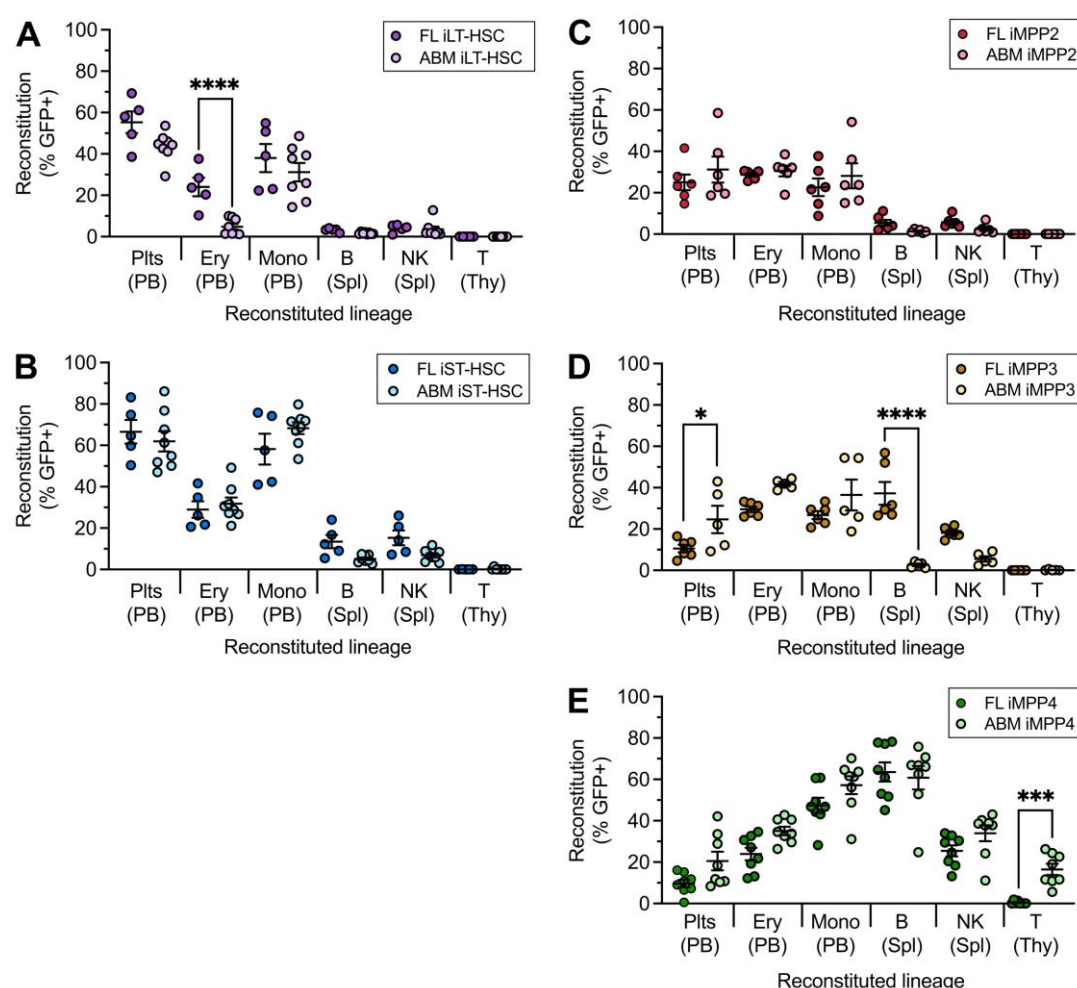 A
Reconstitution
(% GFP+)
100
80
60
40
20
0
FL iLT-HSC
ABM iLT-HSC
****
Plts Ery Mono B NK T
(PB) (PB) (PB) (Spl) (Spl) (Thy)
Reconstituted lineage
B
Reconstitution
(% GFP+)
100
80
60
40
20
0
FL iST-HSC
ABM iST-HSC
Plts Ery Mono B NK T
(PB) (PB) (PB) (Spl) (Spl) (Thy)
Reconstituted lineage
C
Reconstitution
(% GFP+)
100
80
60
40
20
0
FL iMPP2
ABM iMPP2
Plts Ery Mono B NK T
(PB) (PB) (PB) (Spl) (Spl) (Thy)
Reconstituted lineage
D
Reconstitution
(% GFP+)
100
80
60
40
20
0
FL iMPP3
ABM iMPP3
*
****
Plts Ery Mono B NK T
(PB) (PB) (PB) (Spl) (Spl) (Thy)
Reconstituted lineage
E
Reconstitution
(% GFP+)
100
80
60
40
20
0
FL iMPP4
ABM iMPP4
***
Plts Ery Mono B NK T
(PB) (PB) (PB) (Spl) (Spl) (Thy)
Reconstituted lineage